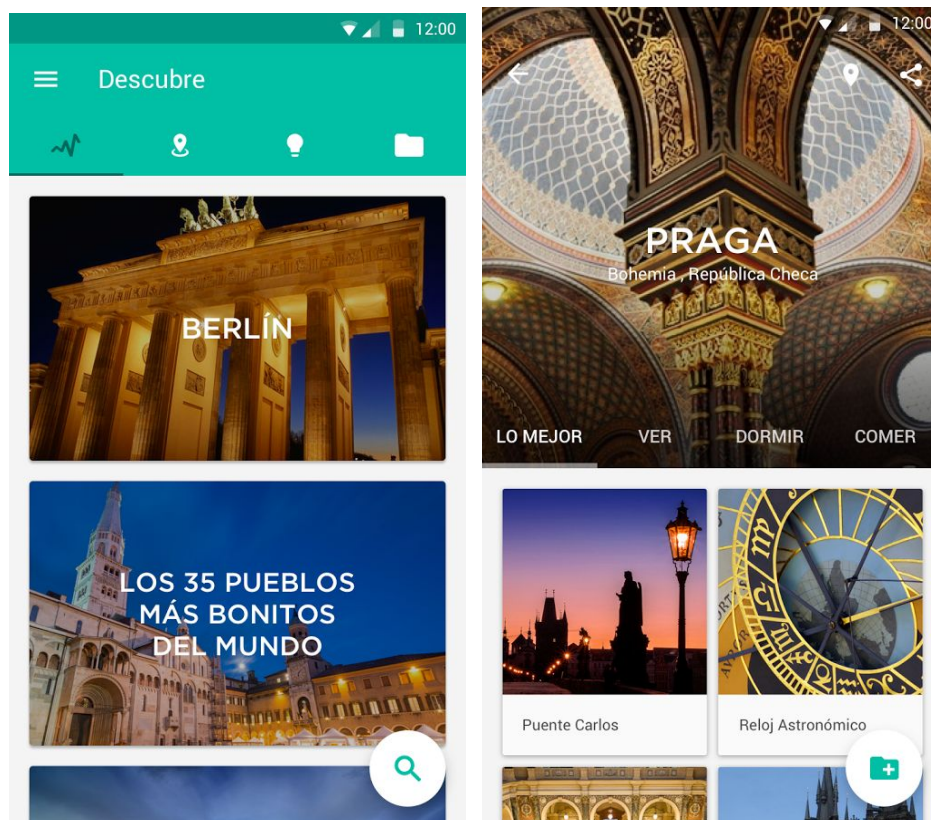 12:00
Descubre
BERLÍN
LOS 35 PUEBLOS
MÁS BONITOS
DEL MUNDO
12:00
PRAGA
Bohemia , República Checa
LO MEJOR VER DORMIR COMER
Puente Carlos
Reloj Astronómico